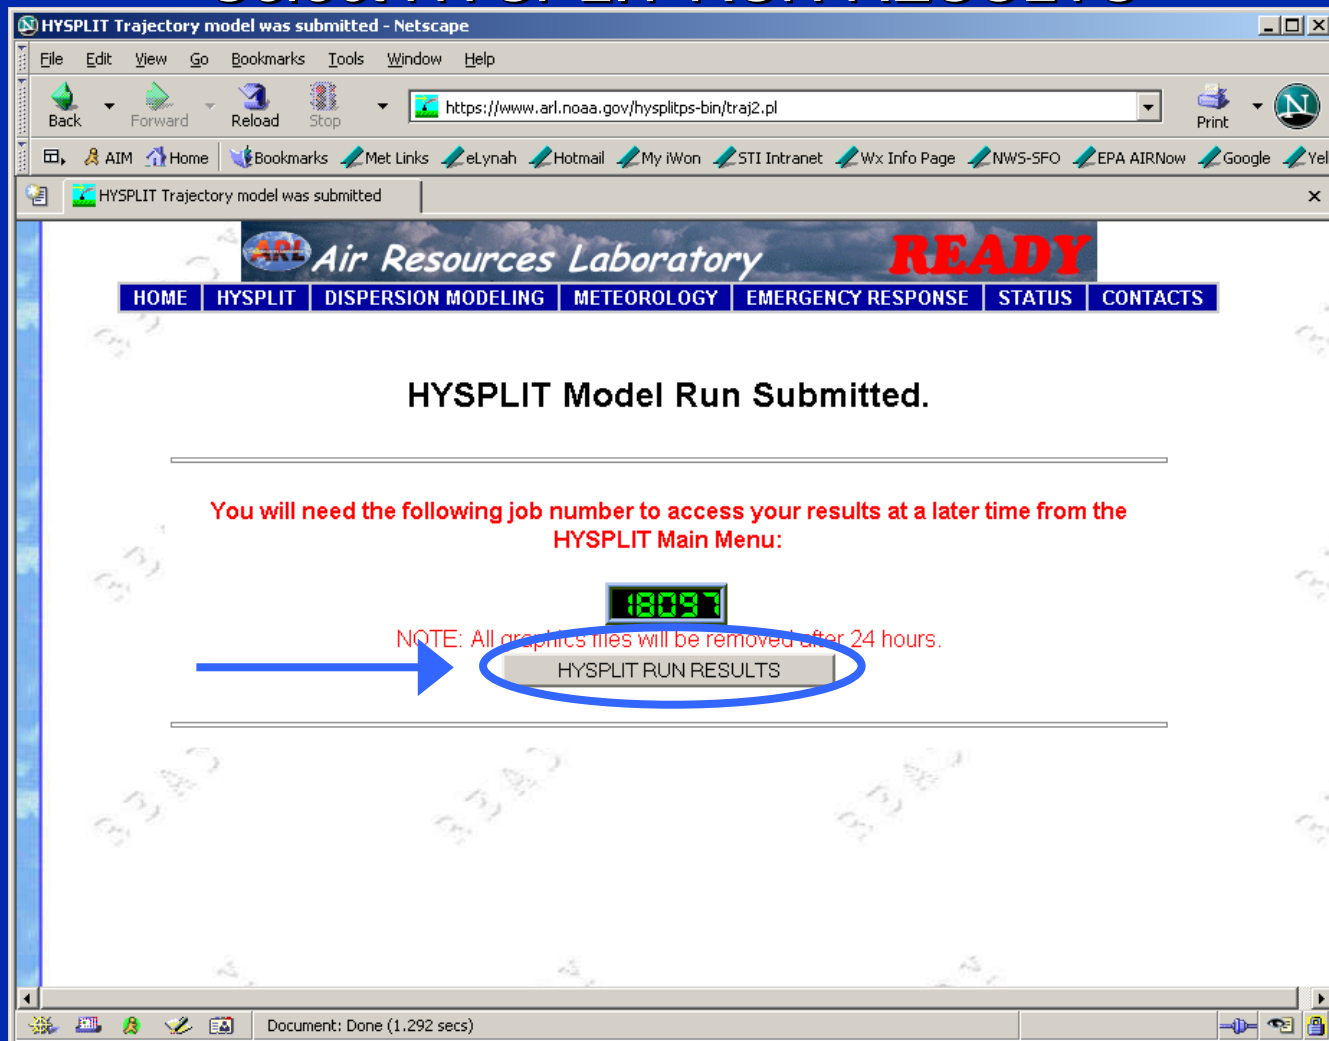 Select HYSPLIT RUN RESULTS
HYSPLIT Trajectory model was submitted - Netscape
File Edit View Go Bookmarks Tools Window Help
Back Forward Reload Stop https://www.arl.noaa.gov/hysplitps-bin/traj2.pl Print N
AIM Home Bookmarks Met Links eLynah Hotmail My iWon STI Intranet Wx Info Page NWS-SFO EPA AIRNow Google Yel
HYSPLIT Trajectory model was submitted
ARL Air Resources Laboratory READY
HOME HYSPLIT DISPERSION MODELING METEOROLOGY EMERGENCY RESPONSE STATUS CONTACTS
HYSPLIT Model Run Submitted.
You will need the following job number to access your results at a later time from the
HYSPLIT Main Menu:
18097
NOTE: All graphics files will be removed after 24 hours.
HYSPLIT RUN RESULTS
Document: Done (1.292 secs)